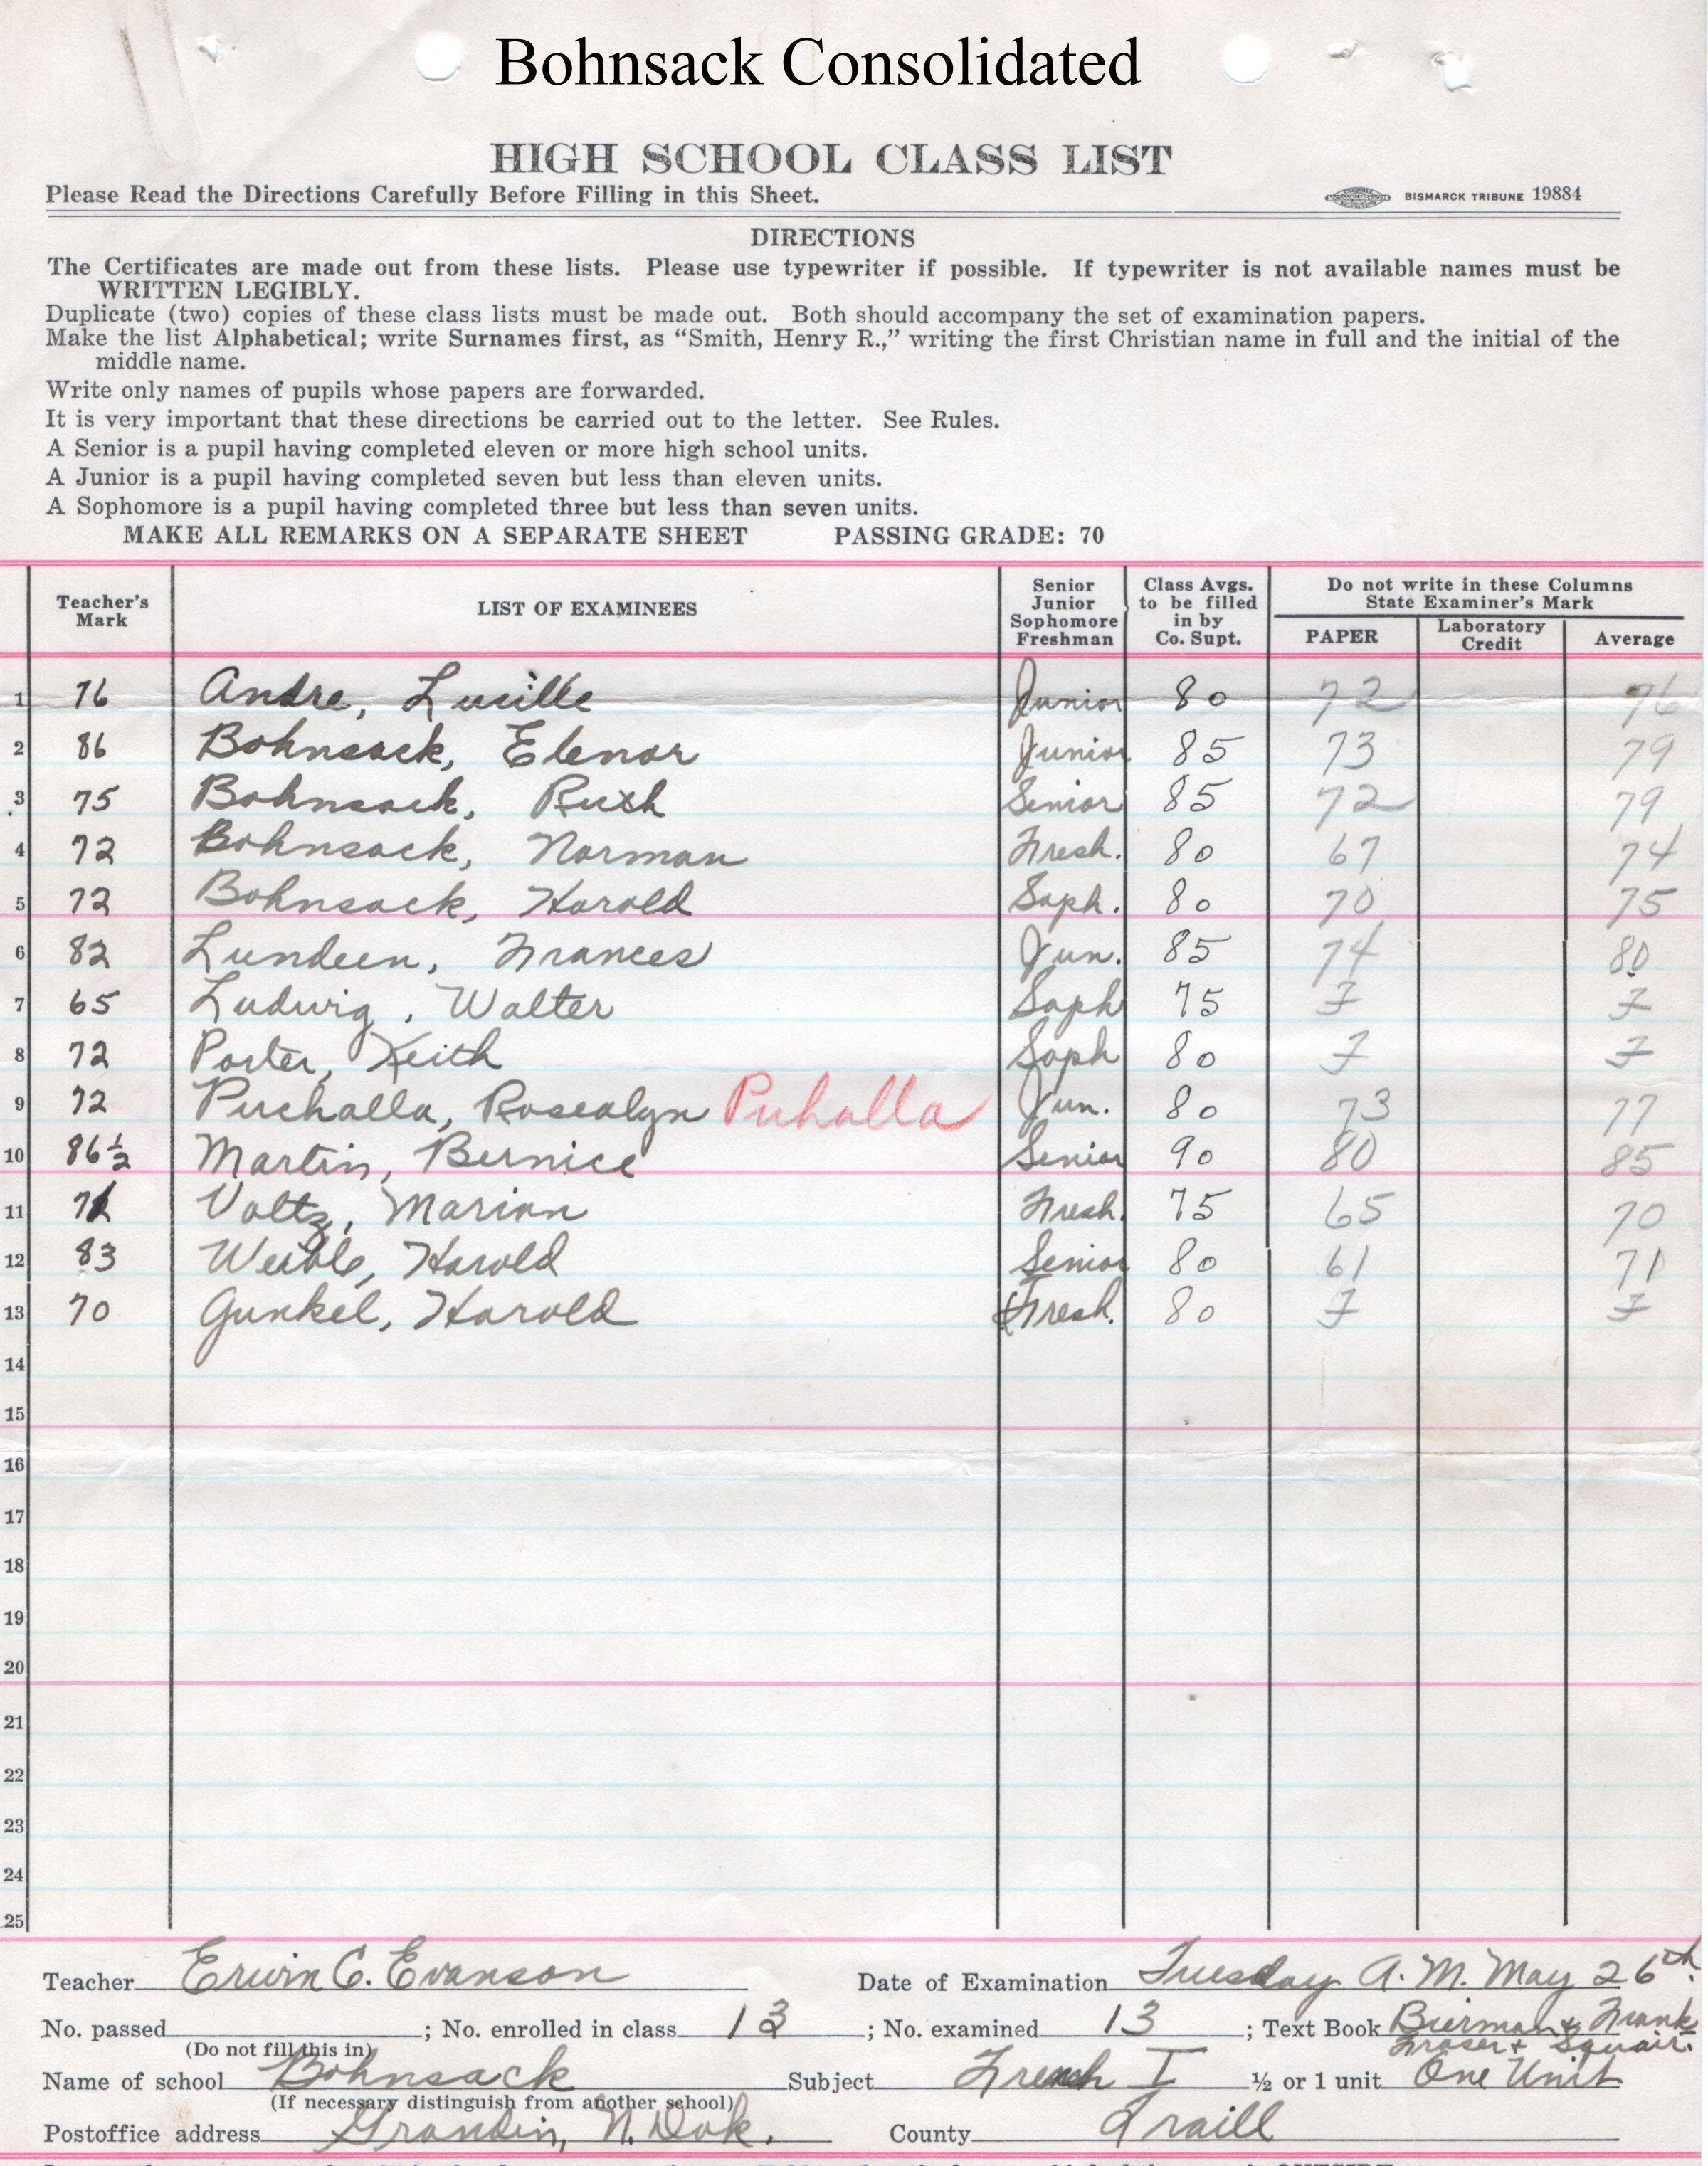 Bohnsack Consolidated
HIGH SCHOOL CLASS LIST
Please Read the Directions Carefully Before Filling in this Sheet. BISMARCK TRIBUNE 19884
DIRECTIONS
The Certificates are made out from these lists. Please use typewriter if possible. If typewriter is not available names must be
WRITTEN LEGIBLY.
Duplicate (two) copies of these class lists must be made out. Both should accompany the set of examination papers.
Make the list Alphabetical; write Surnames first, as “Smith, Henry R.,” writing the first Christian name in full and the initial of the
middle name.
Write only names of pupils whose papers are forwarded.
It is very important that these directions be carried out to the letter. See Rules.
A Senior is a pupil having completed eleven or more high school units.
A Junior is a pupil having completed seven but less than eleven units.
A Sophomore is a pupil having completed three but less than seven units.
MAKE ALL REMARKS ON A SEPARATE SHEET PASSING GRADE: 70
Teacher's Mark LIST OF EXAMINEES Senior Junior Sophomore Freshman Class Avgs. to be filled in by Co. Supt. Do not write in these Columns State Examiner's Mark PAPER Laboratory Credit Average
1 76 Andre, Lucille Junior 80 72 76
2 86 Bohnsack, Elenor Junior 85 73 79
3 75 Bohnsack, Ruth Senior 85 72 79
4 72 Bohnsack, Norman Fresh. 80 67 74
5 72 Bohnsack, Harold Soph. 80 70 75
6 82 Lundeen, Frances Jun. 85 74 80
7 65 Ludwig, Walter Soph 75 F F
8 72 Porter, Keith Soph 80 F F
9 72 Puchalla, Rosealyn Puhalla Jun. 80 73 77
10 86½ Martin, Bernice Senior 90 80 85
11 Voltz, Marion Fresh. 75 65 70
12 83 Weible, Harold Senior 80 61 71
13 70 Gunkel, Harold Fresh. 80 F F
14
15
16
17
18
19
20
21
22
23
24
25
Teacher Erwin C. Evanson Date of Examination Tuesday A.M. May 26th.
No. passed ; No. enrolled in class 13 ; No. examined 13 ; Text Book Bierman & Frank
(Do not fill this in) Fraser + Squair.
Name of school Bohnsack Subject French I ½ or 1 unit One Unit
(If necessary distinguish from another school)
Postoffice address Grandin, N. Dak. County Traill